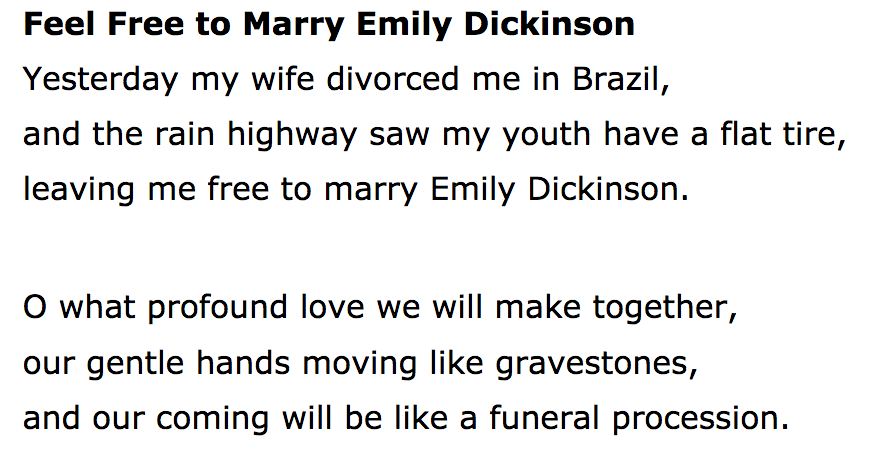 Feel Free to Marry Emily Dickinson
Yesterday my wife divorced me in Brazil,
and the rain highway saw my youth have a flat tire,
leaving me free to marry Emily Dickinson.
O what profound love we will make together,
our gentle hands moving like gravestones,
and our coming will be like a funeral procession.